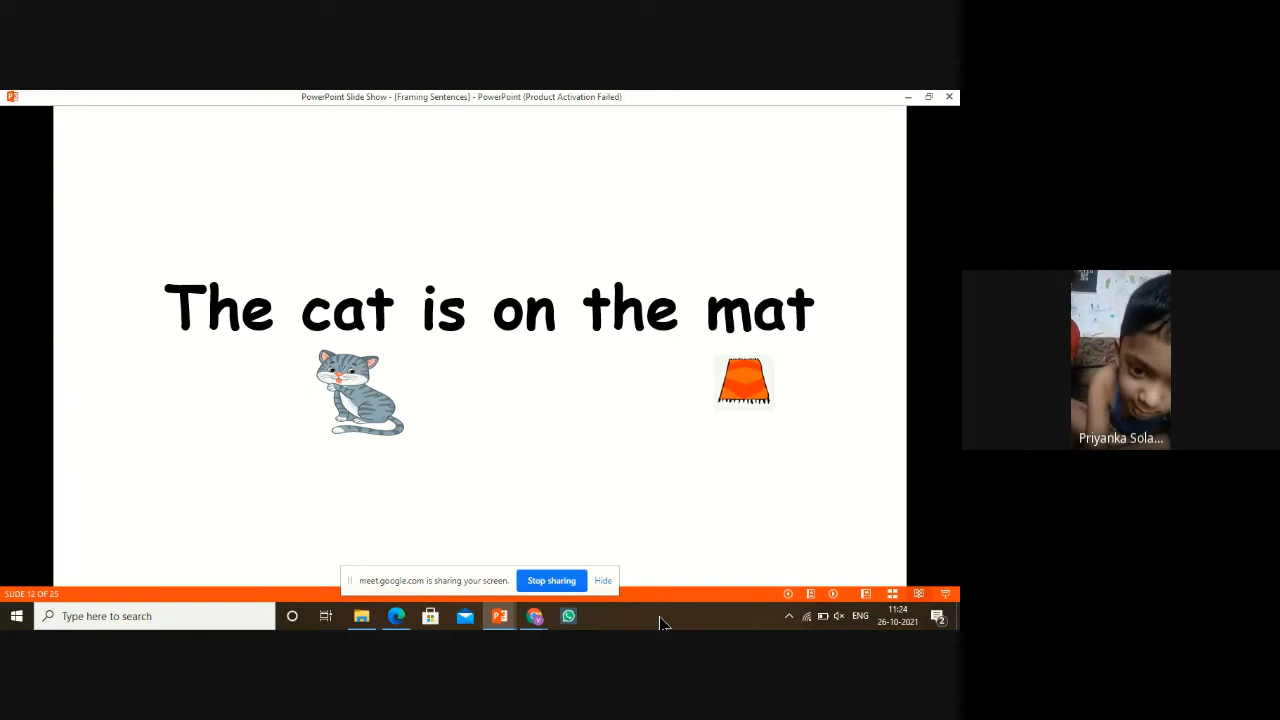 PowerPoint Slide Show - [Framing Sentences] - PowerPoint (Product Activation Failed)
The cat is on the mat
Priyanka Sola...
meet.google.com is sharing your screen.
Stop sharing
Hide
SLIDE 12 OF 25
Type here to search
ENG
11:24
26-10-2021
2